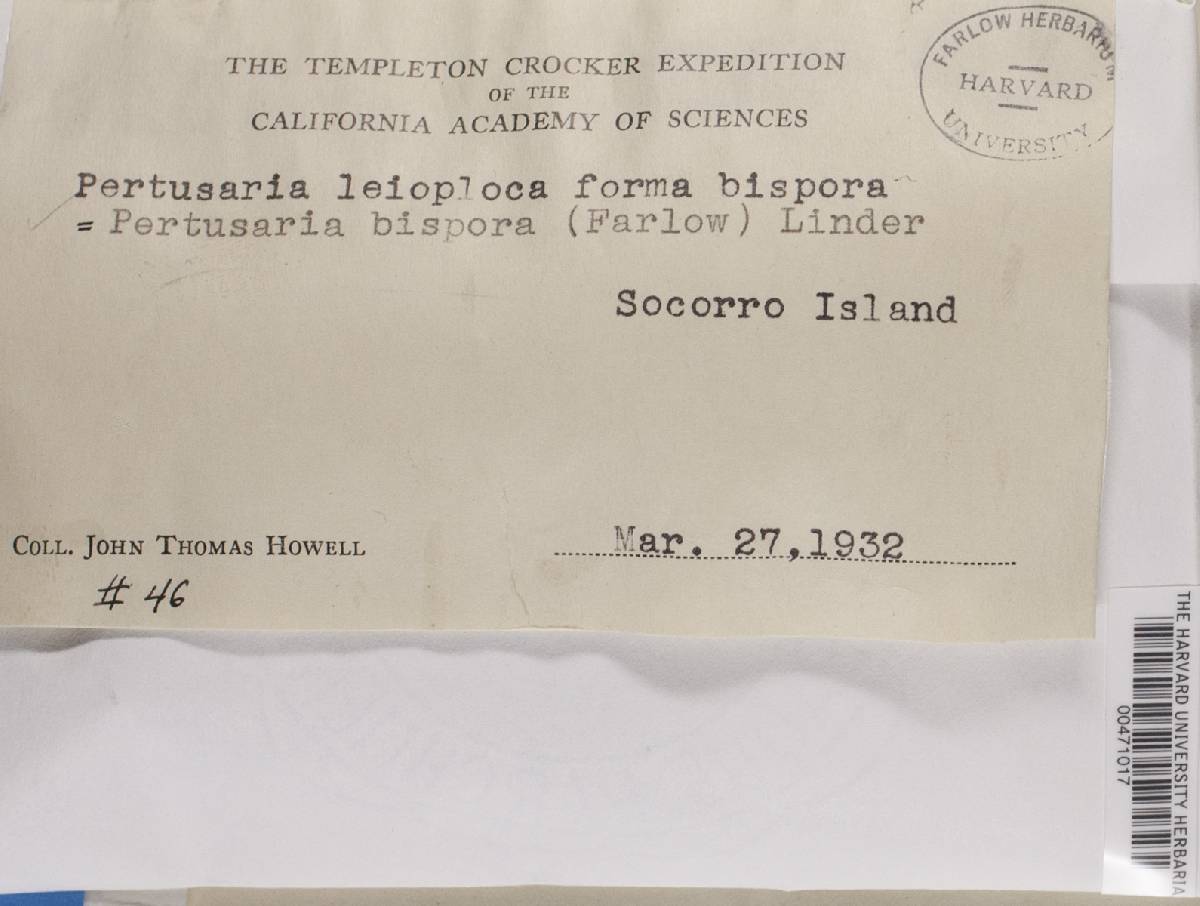 THE TEMPLETON CROCKER EXPEDITION
OF THE
CALIFORNIA ACADEMY OF SCIENCES
FARLOW HERBARIUM
HARVARD
UNIVERSITY
Pertusaria leioploca forma bispora
= Pertusaria bispora (Farlow) Linder
Socorro Island
COLL. JOHN THOMAS HOWELL
Mar. 27,1932
# 46
THE HARVARD UNIVERSITY HERBARIA
00471017